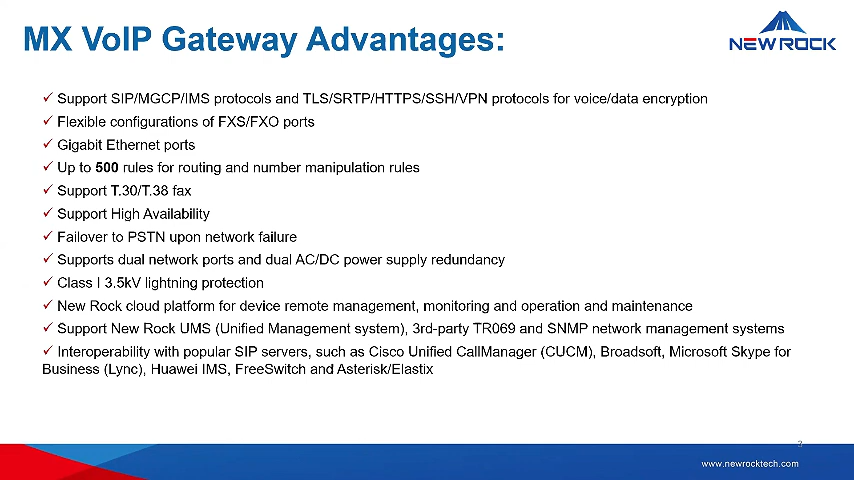 MX VoIP Gateway Advantages:
NEW ROCK
✓ Support SIP/MGCP/IMS protocols and TLS/SRTP/HTTPS/SSH/VPN protocols for voice/data encryption
✓ Flexible configurations of FXS/FXO ports
✓ Gigabit Ethernet ports
✓ Up to 500 rules for routing and number manipulation rules
✓ Support T.30/T.38 fax
✓ Support High Availability
✓ Failover to PSTN upon network failure
✓ Supports dual network ports and dual AC/DC power supply redundancy
✓ Class I 3.5kV lightning protection
✓ New Rock cloud platform for device remote management, monitoring and operation and maintenance
✓ Support New Rock UMS (Unified Management system), 3rd-party TR069 and SNMP network management systems
✓ Interoperability with popular SIP servers, such as Cisco Unified CallManager (CUCM), Broadsoft, Microsoft Skype for
Business (Lync), Huawei IMS, FreeSwitch and Asterisk/Elastix
www.newrocktech.com